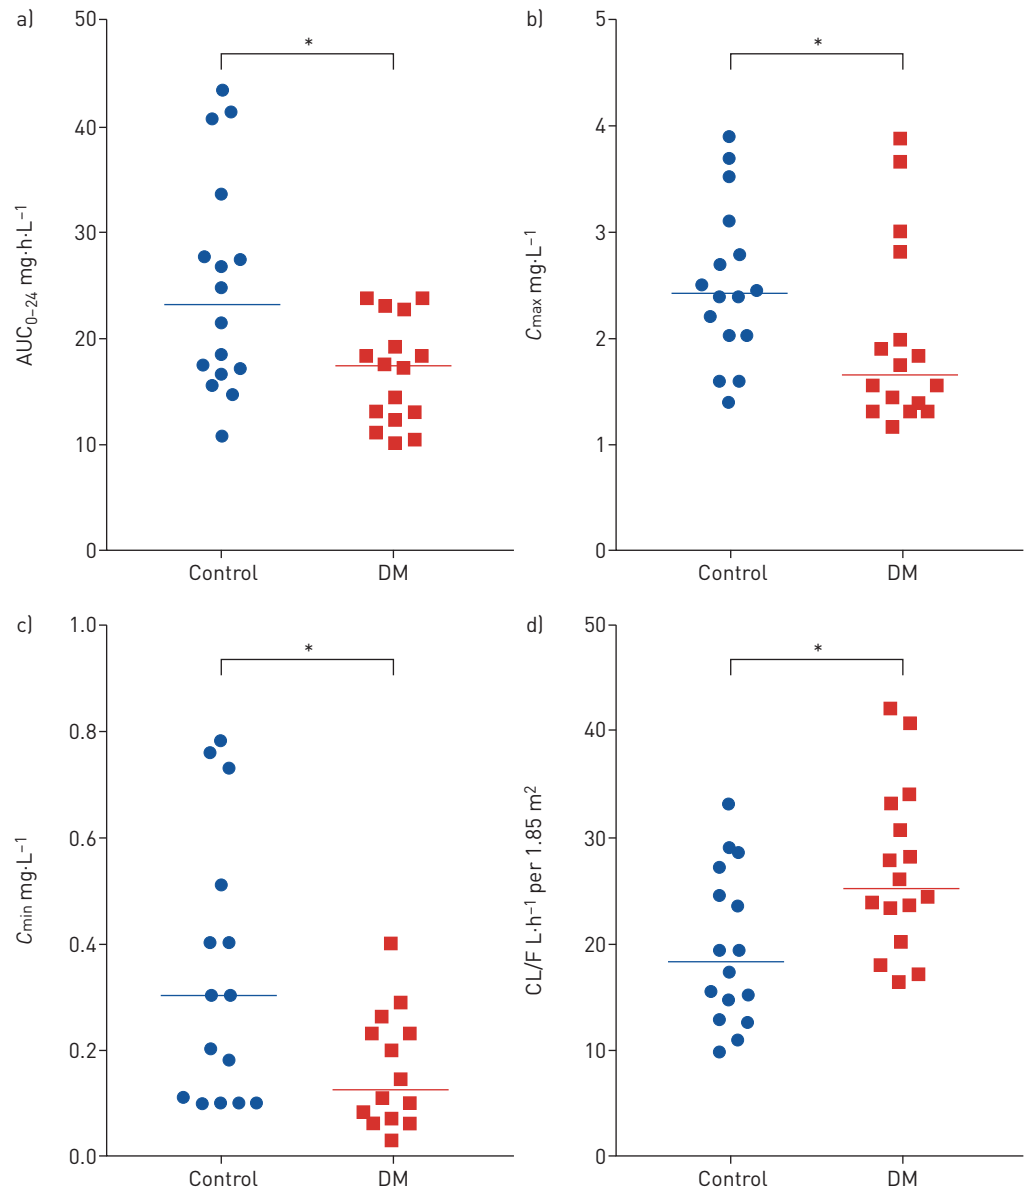 a)
50
40
30
20
10
0
AUC0–24 mg·h·L−1
*
Control
DM
b)
5
4
3
2
1
0
Cmax mg·L−1
*
Control
DM
c)
1.0
0.8
0.6
0.4
0.2
0.0
Cmin mg·L−1
*
Control
DM
d)
50
40
30
20
10
0
CL/F L·h−1 per 1.85 m2
*
Control
DM